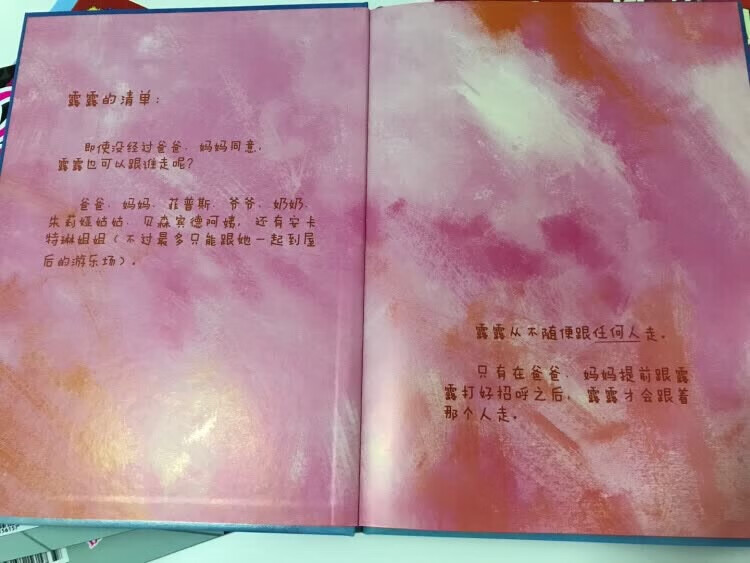 露露的清单：
即使没经过爸爸、妈妈同意，
露露也可以跟谁走呢？
爸爸、妈妈、菲普斯、爷爷、奶奶、
朱莉娅姑姑、贝森宾德阿姨，还有安卡
特琳姐姐（不过最多只能跟她一起到屋
后的游乐场）。
露露从不随便跟任何人走。
只有在爸爸、妈妈提前跟露
露打好招呼之后，露露才会跟着
那个人走。